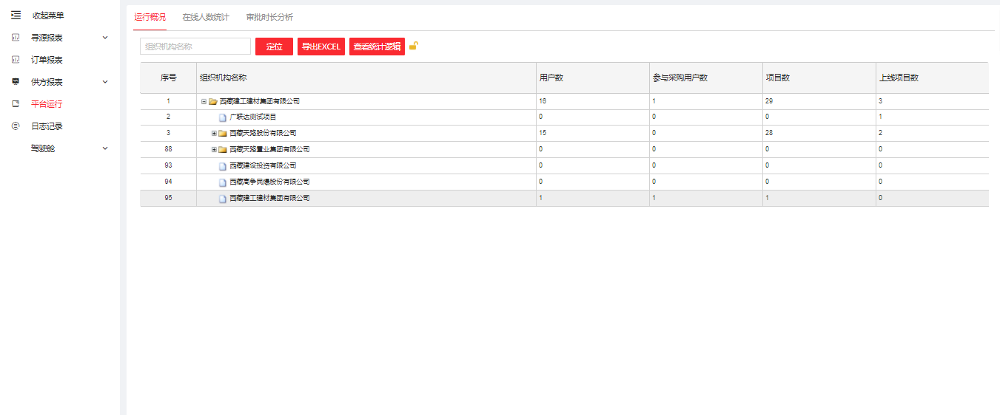 收起菜单
寻源报表
订单报表
供方报表
平台运行
日志记录
驾驶舱
运行概况 在线人数统计 审批时长分析
组织机构名称 定位 导出EXCEL 查看统计逻辑
序号 组织机构名称 用户数 参与采购用户数 项目数 上线项目数
1 西藏建工建材集团有限公司 16 1 29 3
2 广联达测试项目 0 0 0 1
3 西藏天路股份有限公司 15 0 28 2
88 西藏天路置业集团有限公司 0 0 0 0
93 西藏建设投资有限公司 0 0 0 0
94 西藏高争民爆股份有限公司 0 0 0 0
95 西藏建工建材集团有限公司 1 1 1 0